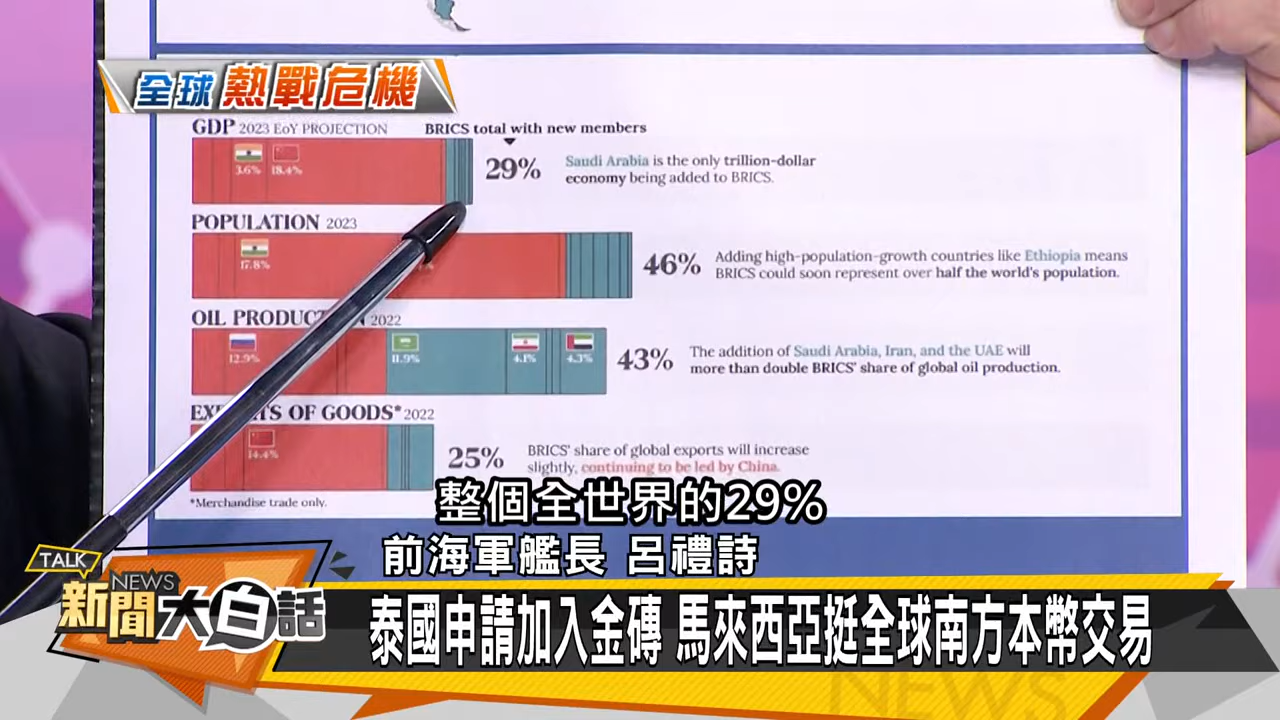 全球 熱戰危機
GDP 2023 EoY PROJECTION
BRICS total with new members
3.6% 18.4%
29%
Saudi Arabia is the only trillion-dollar
economy being added to BRICS.
POPULATION 2023
17.8%
46%
Adding high-population-growth countries like Ethiopia means
BRICS could soon represent over half the world's population.
OIL 2022
12.9% 11.9% 4.1% 4.3%
43%
The addition of Saudi Arabia, Iran, and the UAE will
more than double BRICS' share of global oil production.
OF GOODS* 2022
14.4%
25%
BRICS' share of global exports will increase
slightly, continuing to be led by China.
*Merchandise trade only.
整個全世界的29%
前海軍艦長 呂禮詩
TALK
NEWS
新聞大白話
泰國申請加入金磚 馬來西亞挺全球南方本幣交易
NEWS